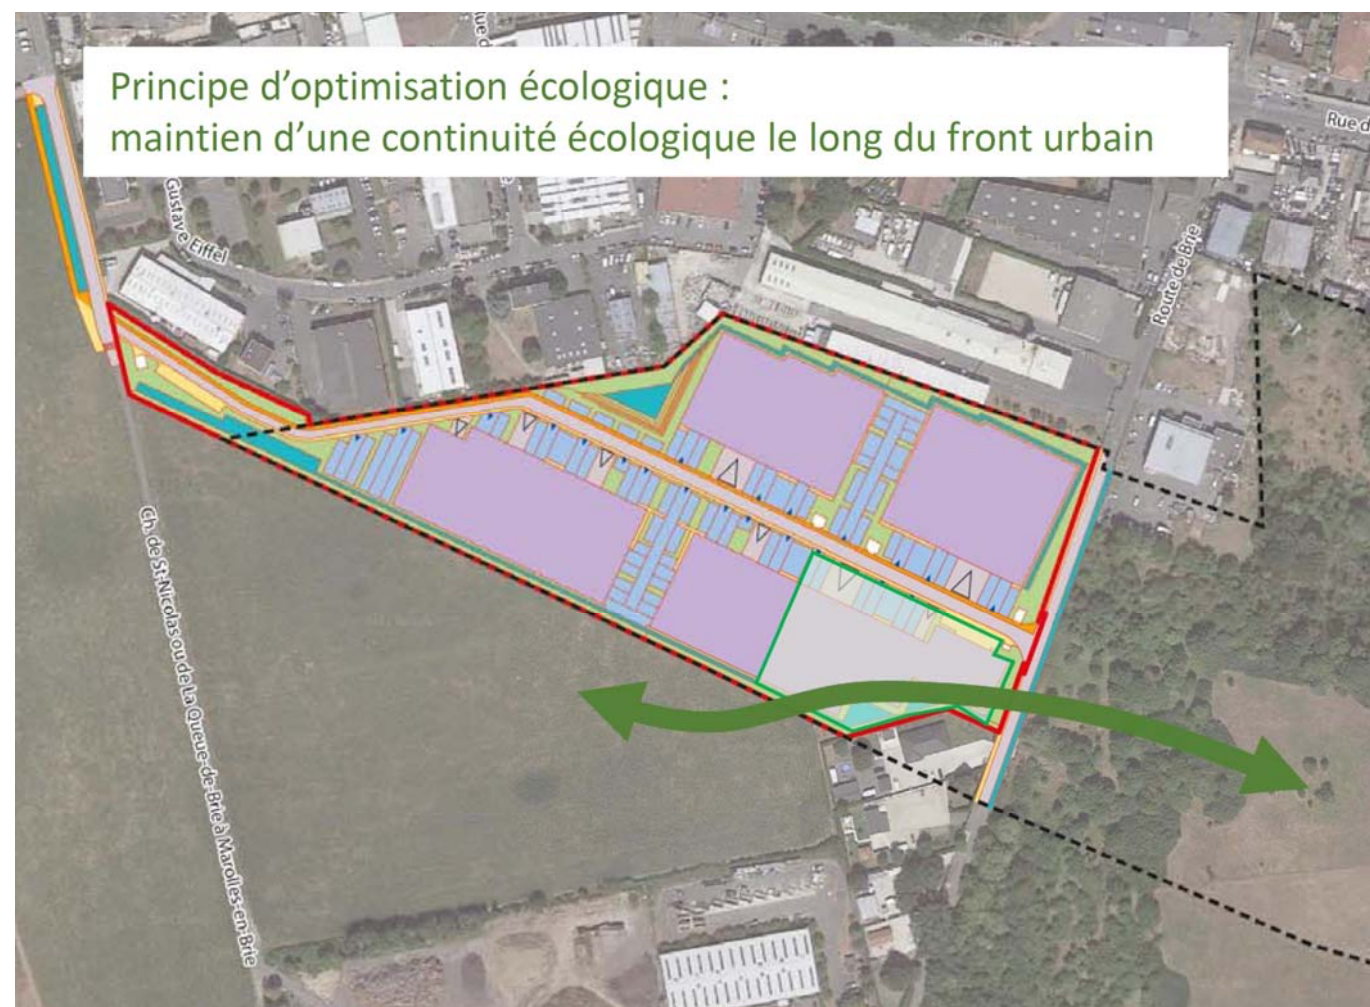 Principe d'optimisation écologique :
maintien d'une continuité écologique le long du front urbain
Rue d
Gustave Eiffel
Route de Brie
Ch. de St-Nicolas ou de La Queue-de-Brie à Marolles-en-Brie